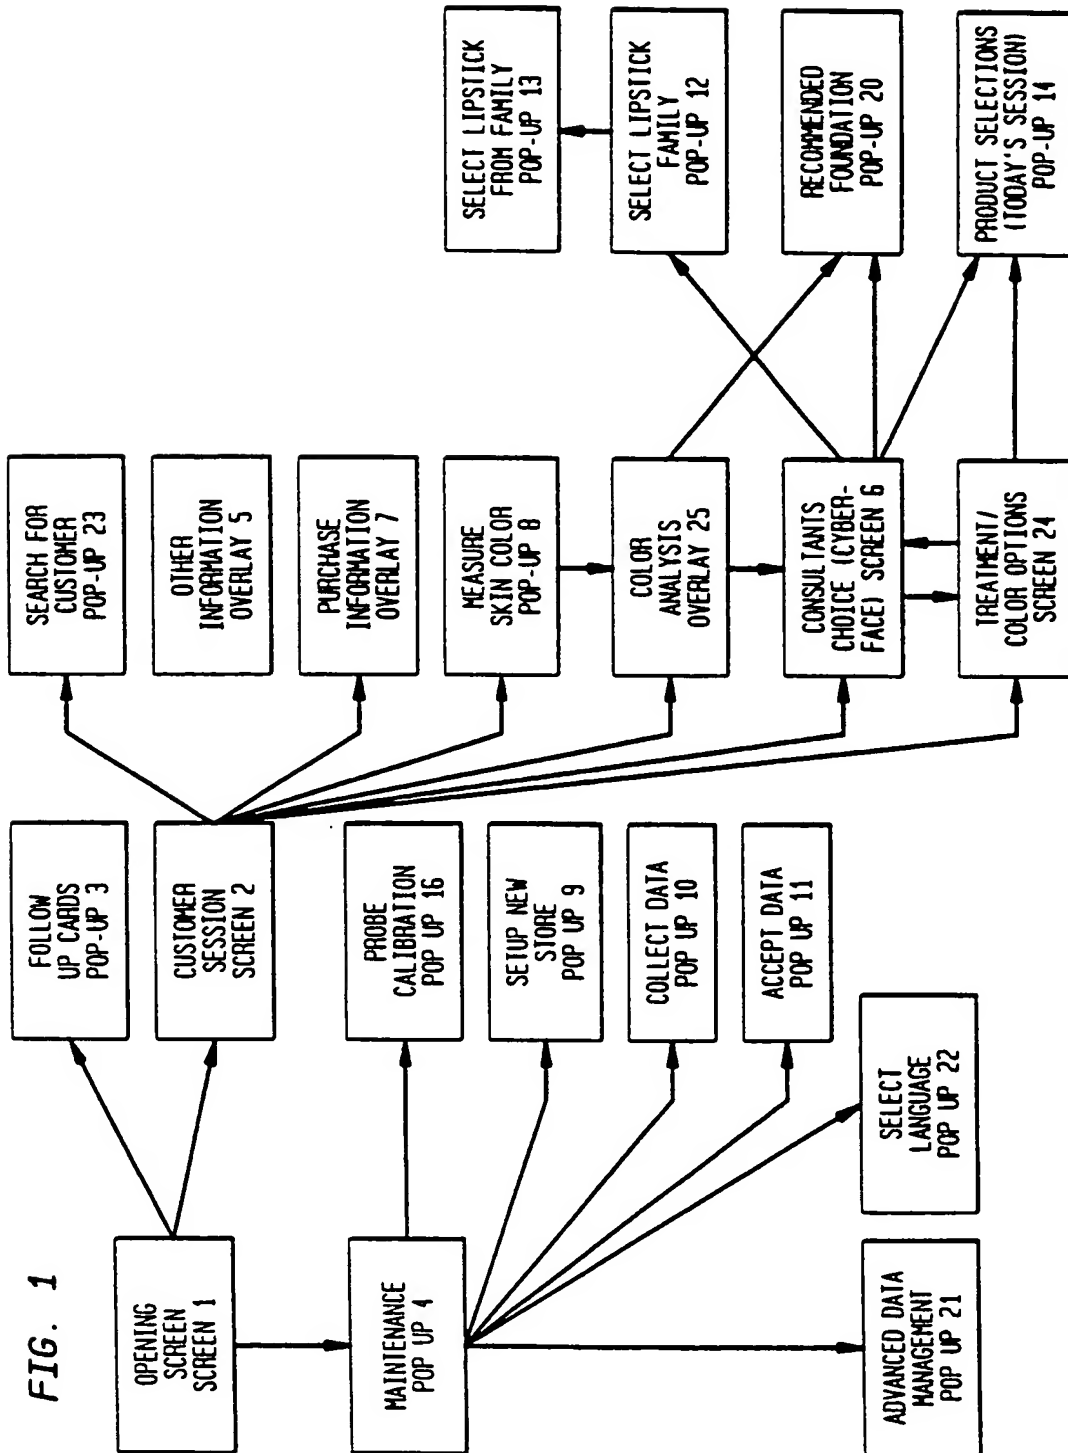 FIG. 1
OPENING
SCREEN
SCREEN 1
MAINTENANCE
POP UP 4
ADVANCED DATA
MANAGEMENT
POP UP 21
FOLLOW
UP CARDS
POP-UP 3
CUSTOMER
SESSION
SCREEN 2
PROBE
CALIBRATION
POP UP 16
SETUP NEW
STORE
POP UP 9
COLLECT DATA
POP UP 10
ACCEPT DATA
POP UP 11
SELECT
LANGUAGE
POP UP 22
SEARCH FOR
CUSTOMER
POP-UP 23
OTHER
INFORMATION
OVERLAY 5
PURCHASE
INFORMATION
OVERLAY 7
MEASURE
SKIN COLOR
POP-UP 8
COLOR
ANALYSIS
OVERLAY 25
CONSULTANTS
CHOICE (CYBER-
FACE) SCREEN 6
TREATMENT/
COLOR OPTIONS
SCREEN 24
SELECT LIPSTICK
FROM FAMILY
POP-UP 13
SELECT LIPSTICK
FAMILY
POP-UP 12
RECOMMENDED
FOUNDATION
POP-UP 20
PRODUCT SELECTIONS
(TODAY'S SESSION)
POP-UP 14